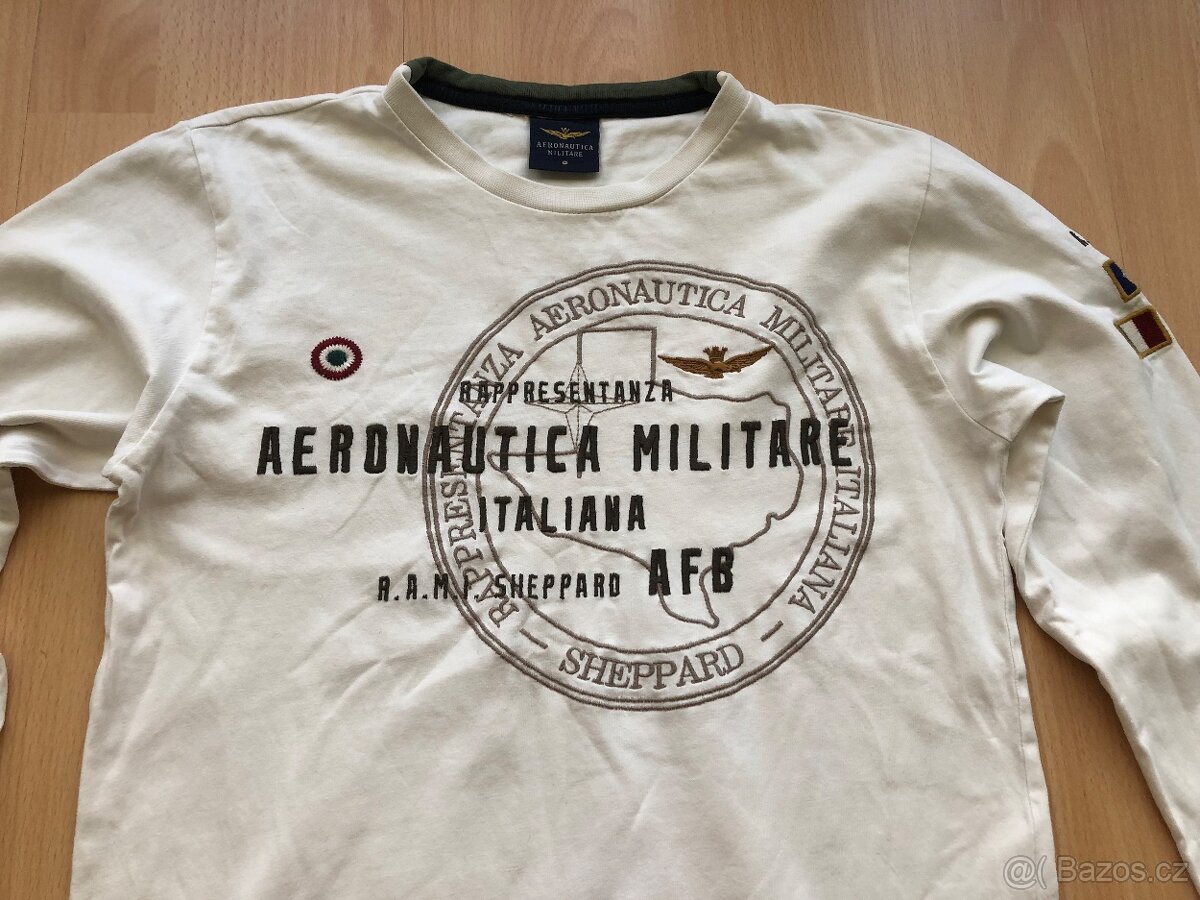 AERONAUTICA
MILITARE
RAPPRESENTANZA AERONAUTICA MILITARE ITALIANA
RAPPRESENTANZA
AERONAUTICA MILITARE
ITALIANA
R.A.M.I. SHEPPARD AFB
— SHEPPARD —
@( Bazos.cz